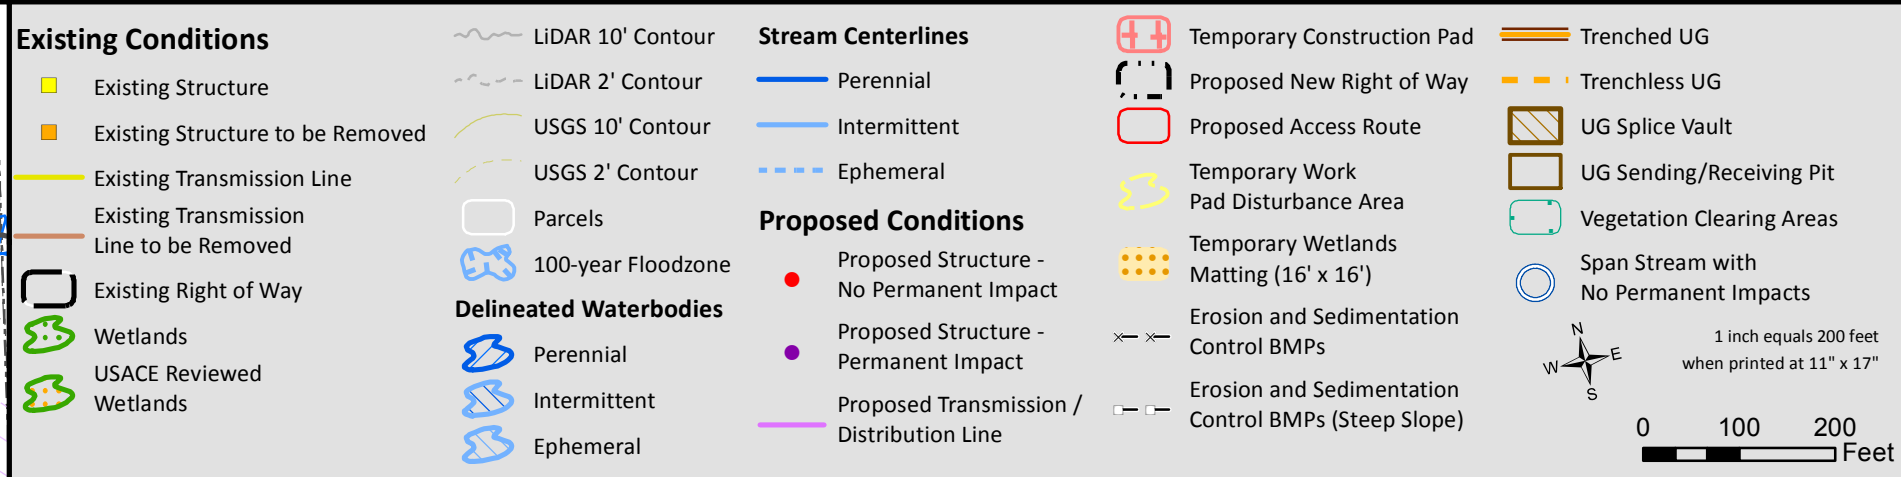 Existing Conditions
Existing Structure
Existing Structure to be Removed
Existing Transmission Line
Existing Transmission
Line to be Removed
Existing Right of Way
Wetlands
USACE Reviewed
Wetlands
LiDAR 10' Contour
LiDAR 2' Contour
USGS 10' Contour
USGS 2' Contour
Parcels
100-year Floodzone
Delineated Waterbodies
Perennial
Intermittent
Ephemeral
Stream Centerlines
Perennial
Intermittent
Ephemeral
Proposed Conditions
Proposed Structure -
No Permanent Impact
Proposed Structure -
Permanent Impact
Proposed Transmission /
Distribution Line
Temporary Construction Pad
Proposed New Right of Way
Proposed Access Route
Temporary Work
Pad Disturbance Area
Temporary Wetlands
Matting (16' x 16')
Erosion and Sedimentation
Control BMPs
Erosion and Sedimentation
Control BMPs (Steep Slope)
Trenched UG
Trenchless UG
UG Splice Vault
UG Sending/Receiving Pit
Vegetation Clearing Areas
Span Stream with
No Permanent Impacts
N
W E
S
1 inch equals 200 feet
when printed at 11" x 17"
0 100 200
Feet